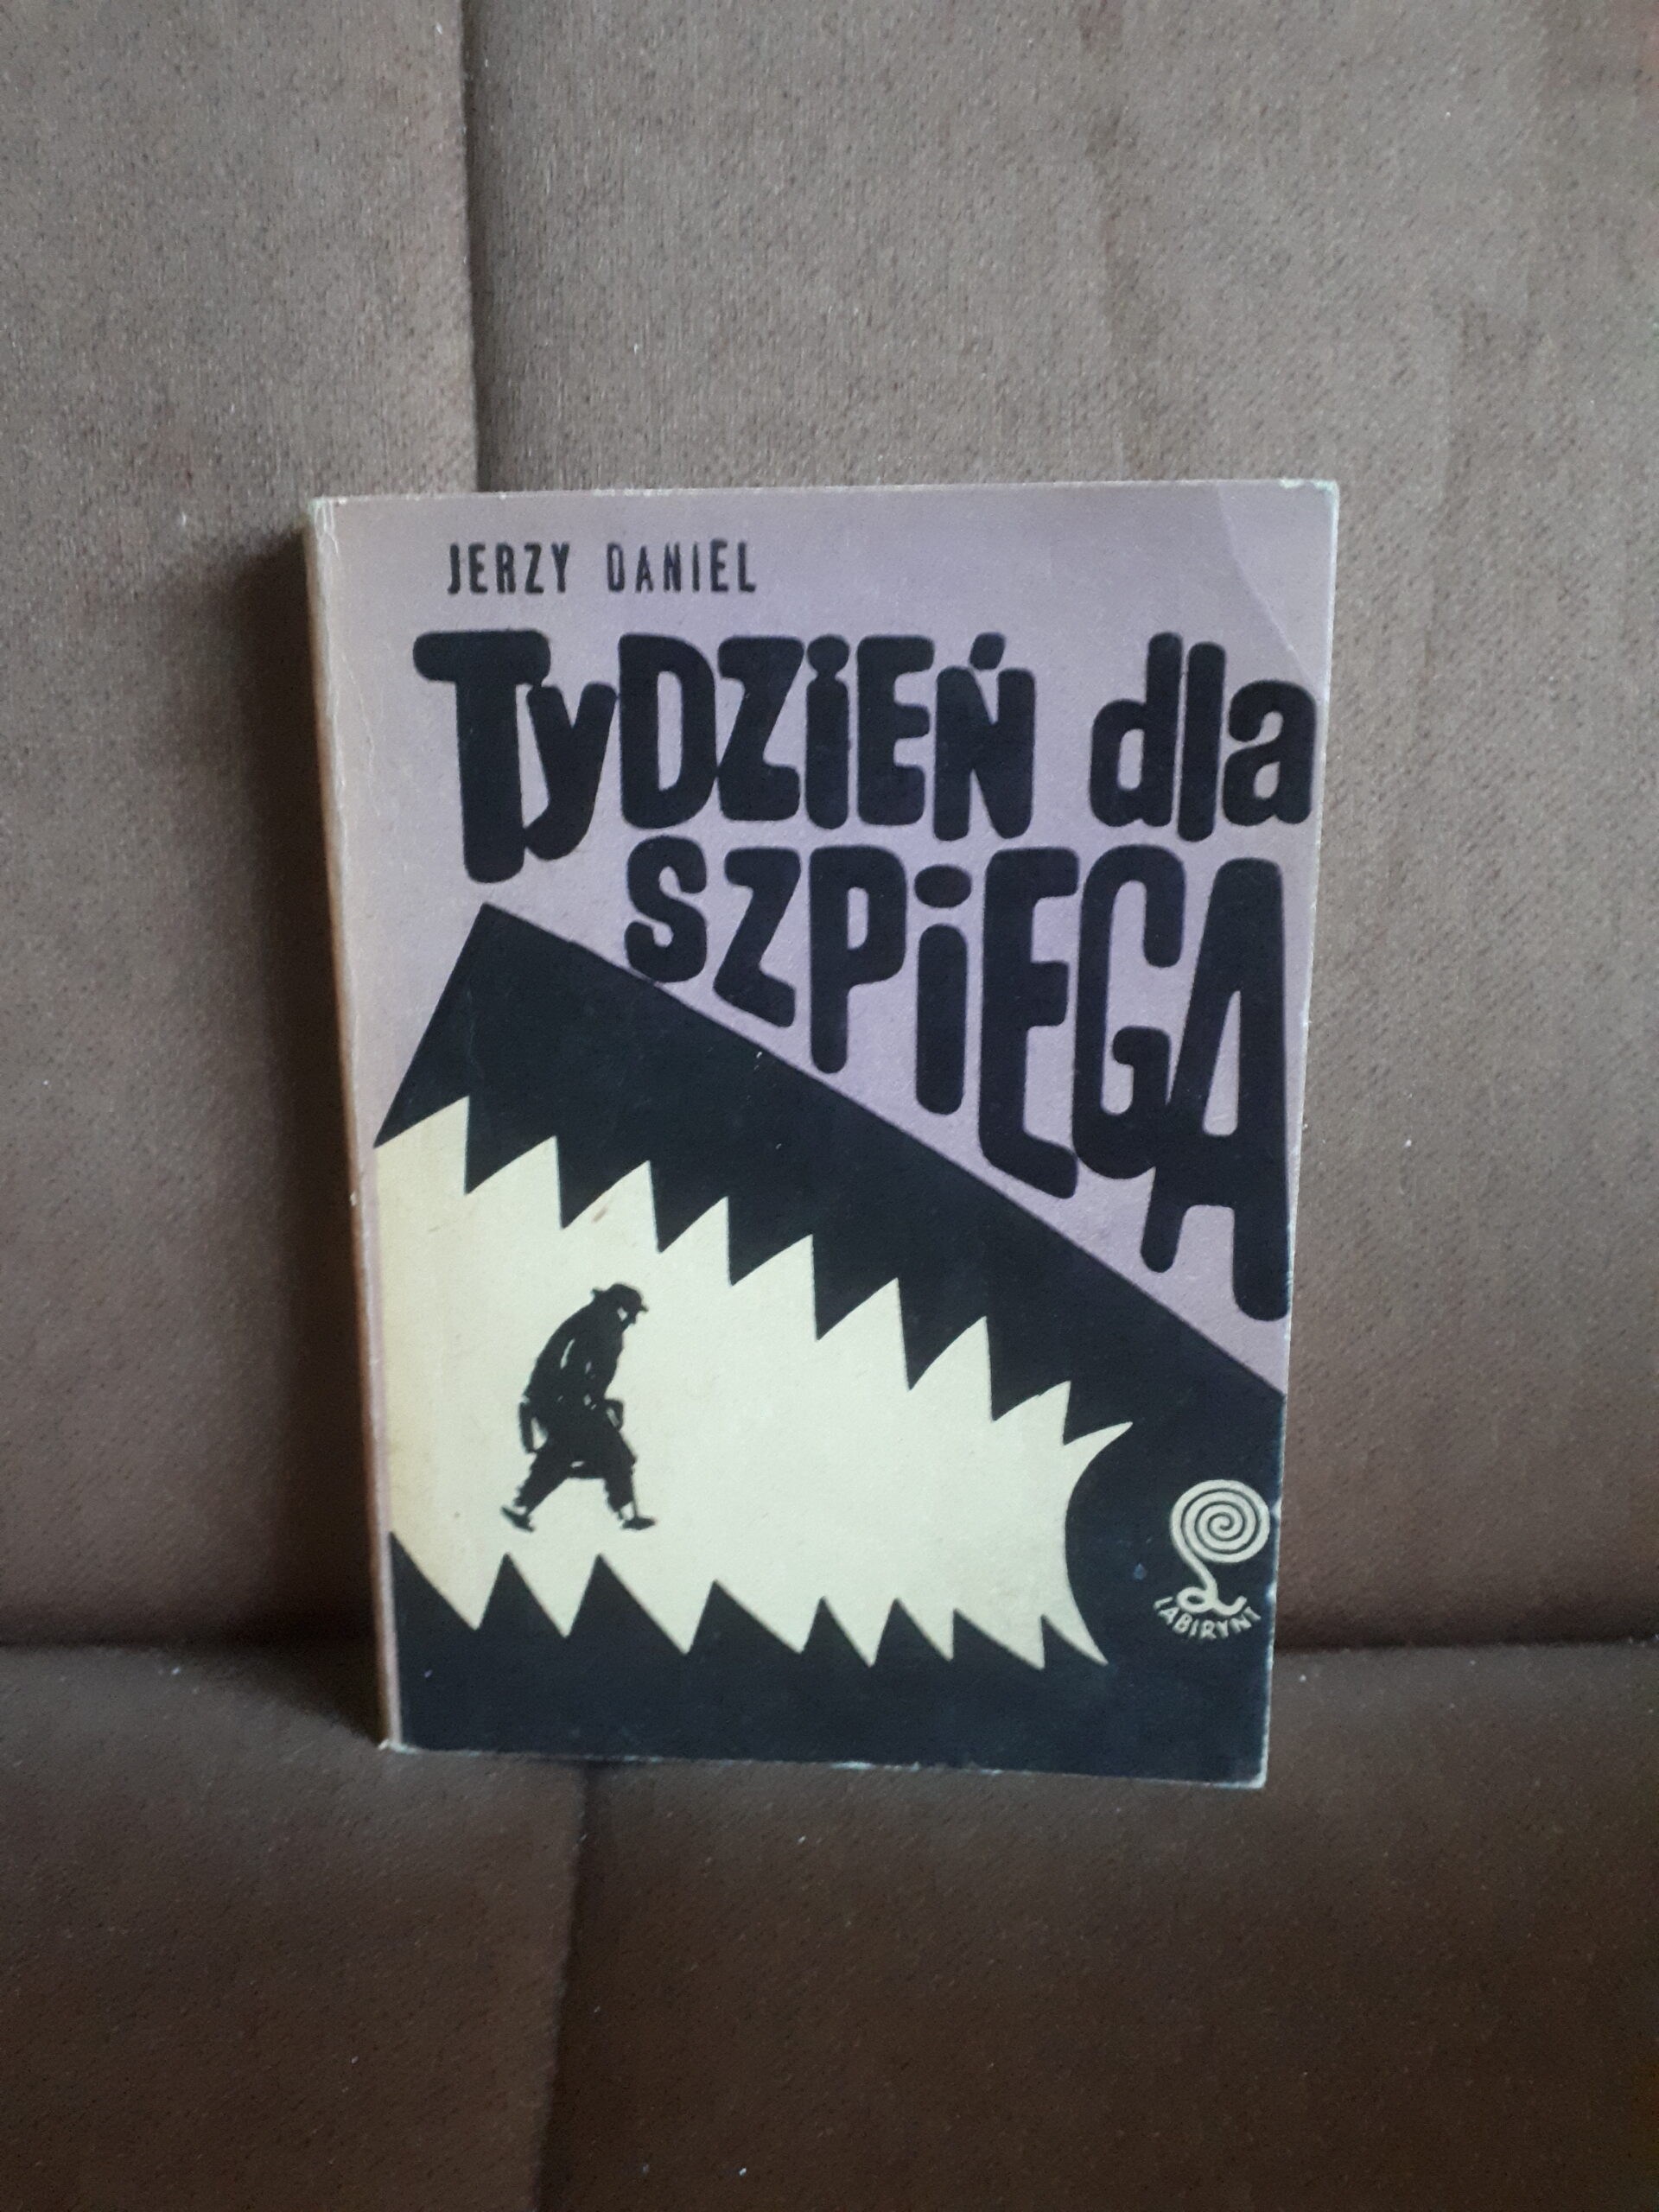 JERZY DANIEL
TyDZiEŃ dla
SZPiEGA
LABIRYNT